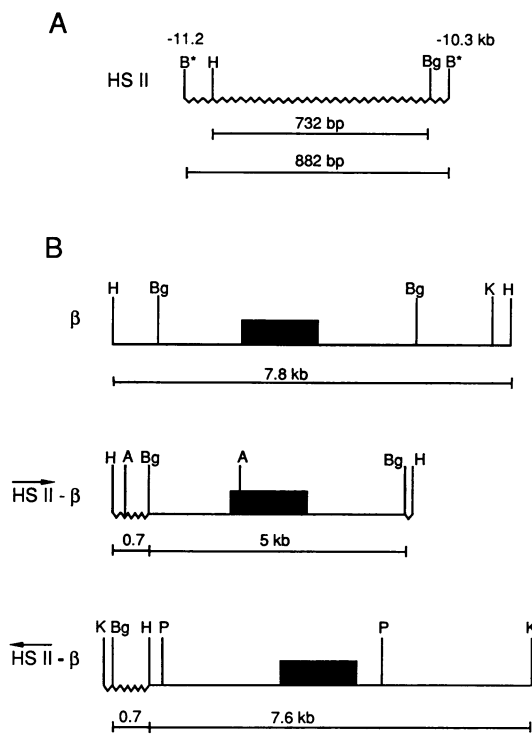 A
-11.2 -10.3 kb
B* H Bg B*
HS II
732 bp
882 bp
B
H Bg Bg K H
β
7.8 kb
H A Bg A Bg H
HS II - β
0.7 5 kb
K Bg H P P K
HS II - β
0.7 7.6 kb